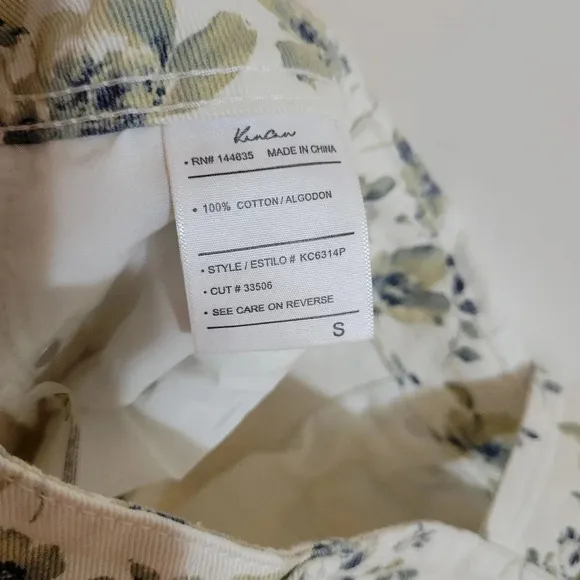 KanCan
• RN# 144835 MADE IN CHINA
• 100% COTTON/ALGODON
• STYLE / ESTILO # KC6314P
• CUT # 33506
• SEE CARE ON REVERSE
S